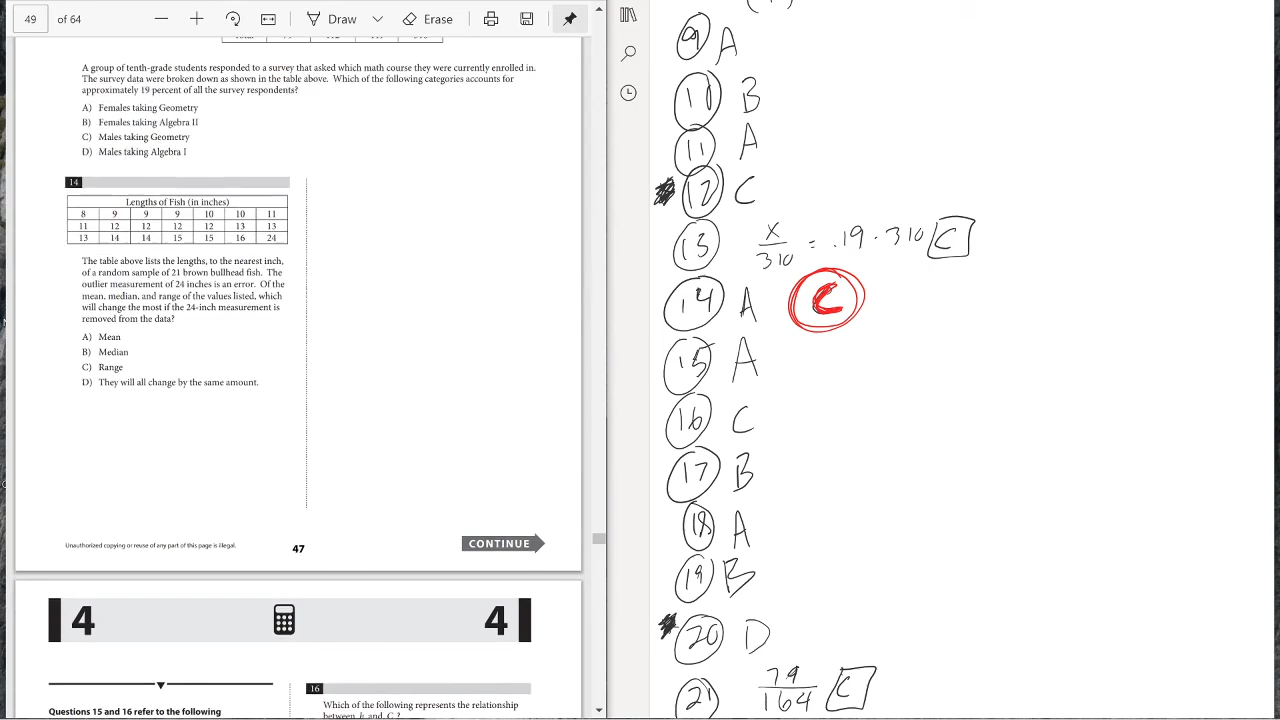 49 of 64
Draw
Erase
A group of tenth-grade students responded to a survey that asked which math course they were currently enrolled in.
The survey data were broken down as shown in the table above. Which of the following categories accounts for
approximately 19 percent of all the survey respondents?
A) Females taking Geometry
B) Females taking Algebra II
C) Males taking Geometry
D) Males taking Algebra I
14
Lengths of Fish (in inches)
8 9 9 9 10 10 11
11 12 12 12 12 13 13
13 14 14 15 15 16 24
The table above lists the lengths, to the nearest inch,
of a random sample of 21 brown bullhead fish. The
outlier measurement of 24 inches is an error. Of the
mean, median, and range of the values listed, which
will change the most if the 24-inch measurement is
removed from the data?
A) Mean
B) Median
C) Range
D) They will all change by the same amount.
Unauthorized copying or reuse of any part of this page is illegal.
47
CONTINUE
4 4
Questions 15 and 16 refer to the following
16
Which of the following represents the relationship
between h and C ?
9 A
10 B
11 A
12 C
13 x/310 = .19 · 310 C
14 A C
15 A
16 C
17 B
18 A
19 B
20 D
21 79/164 C